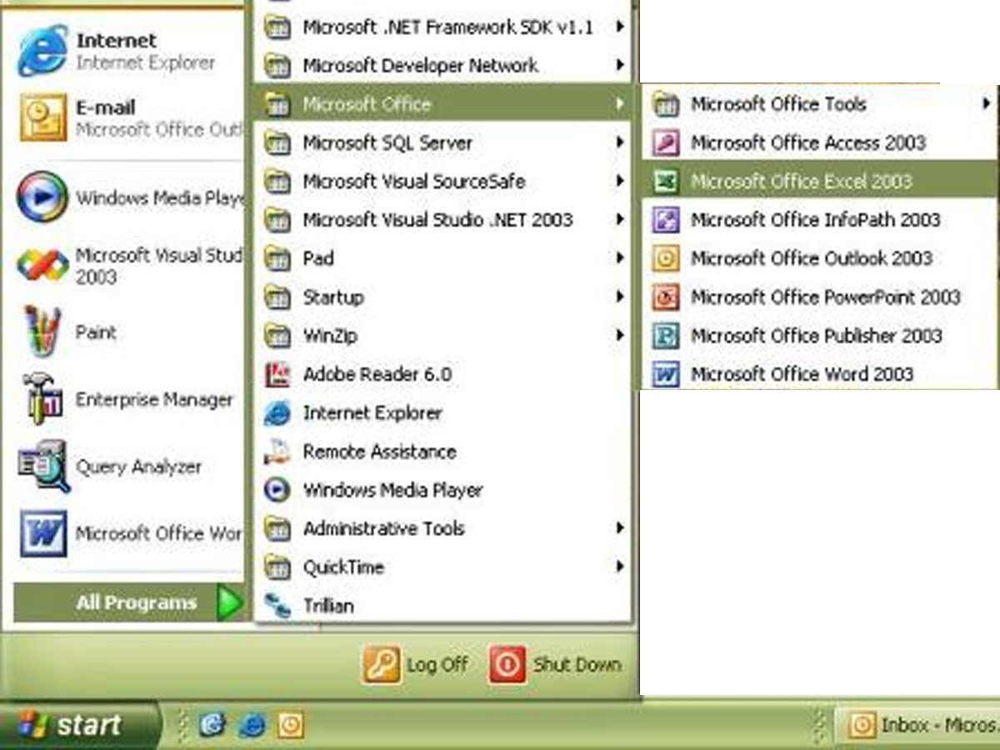 Internet
Internet Explorer
E-mail
Microsoft Office Outl
Windows Media Playe
Microsoft Visual Stud
2003
Paint
Enterprise Manager
Query Analyzer
Microsoft Office Wor
All Programs
Microsoft .NET Framework SDK v1.1
Microsoft Developer Network
Microsoft Office
Microsoft SQL Server
Microsoft Visual SourceSafe
Microsoft Visual Studio .NET 2003
Pad
Startup
WinZip
Adobe Reader 6.0
Internet Explorer
Remote Assistance
Windows Media Player
Administrative Tools
QuickTime
Trillian
Microsoft Office Tools
Microsoft Office Access 2003
Microsoft Office Excel 2003
Microsoft Office InfoPath 2003
Microsoft Office Outlook 2003
Microsoft Office PowerPoint 2003
Microsoft Office Publisher 2003
Microsoft Office Word 2003
Log Off
Shut Down
start
Inbox - Micros.